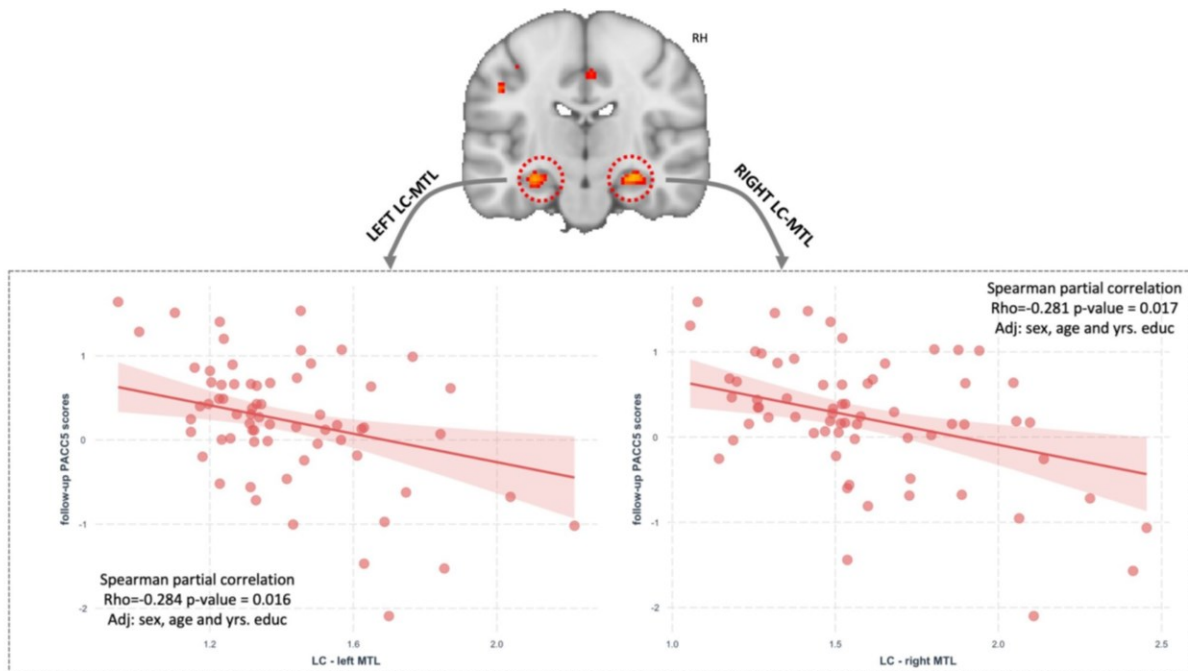 RH
LEFT LC-MTL
RIGHT LC-MTL
follow-up PACC5 scores
1
0
-1
-2
Spearman partial correlation
Rho=-0.284 p-value = 0.016
Adj: sex, age and yrs. educ
1.2
1.6
2.0
LC - left MTL
follow-up PACC5 scores
1
0
-1
-2
Spearman partial correlation
Rho=-0.281 p-value = 0.017
Adj: sex, age and yrs. educ
1.0
1.5
2.0
2.5
LC - right MTL